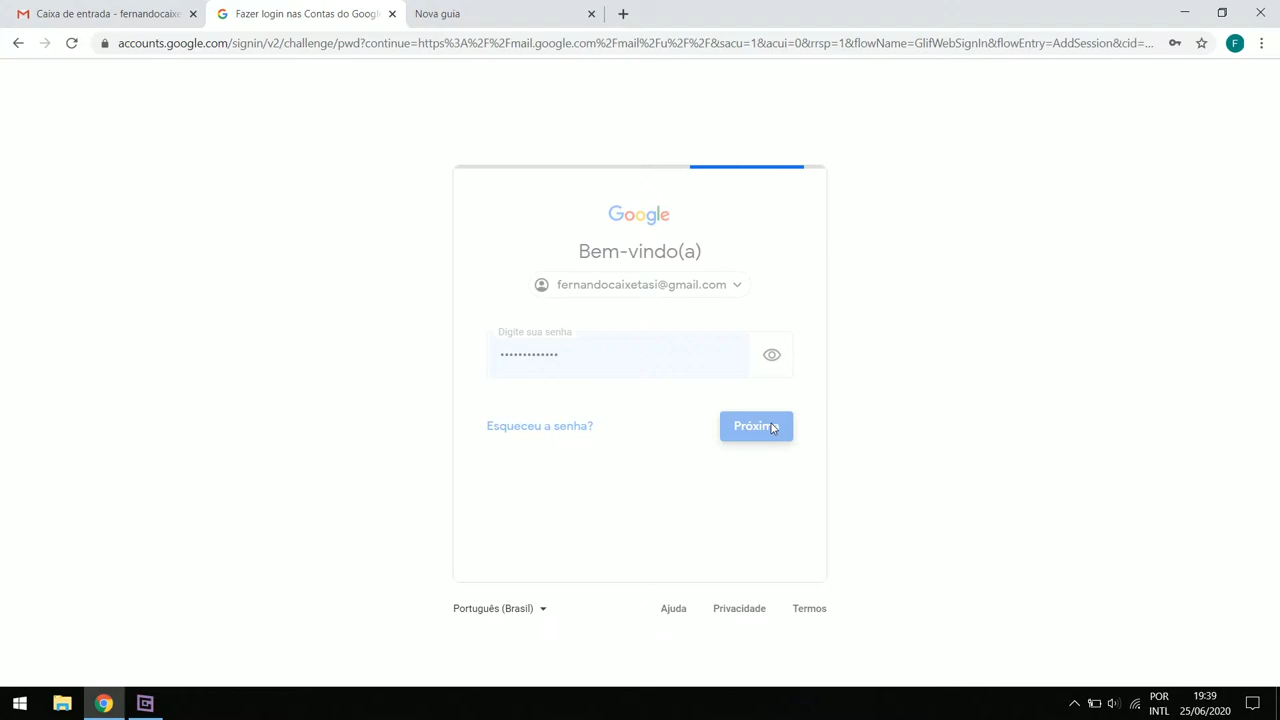 Caixa de entrada - fernandocaixe
Fazer login nas Contas do Google
Nova guia
accounts.google.com/signin/v2/challenge/pwd?continue=https%3A%2F%2Fmail.google.com%2Fmail%2Fu%2F%2F&sacu=1&acui=0&rrsp=1&flowName=GlifWebSignIn&flowEntry=AddSession&cid=...
F
Google
Bem-vindo(a)
fernandocaixetasi@gmail.com
Digite sua senha
•••••••••••••
Esqueceu a senha?
Próxima
Português (Brasil)
Ajuda
Privacidade
Termos
POR
INTL
19:39
25/06/2020